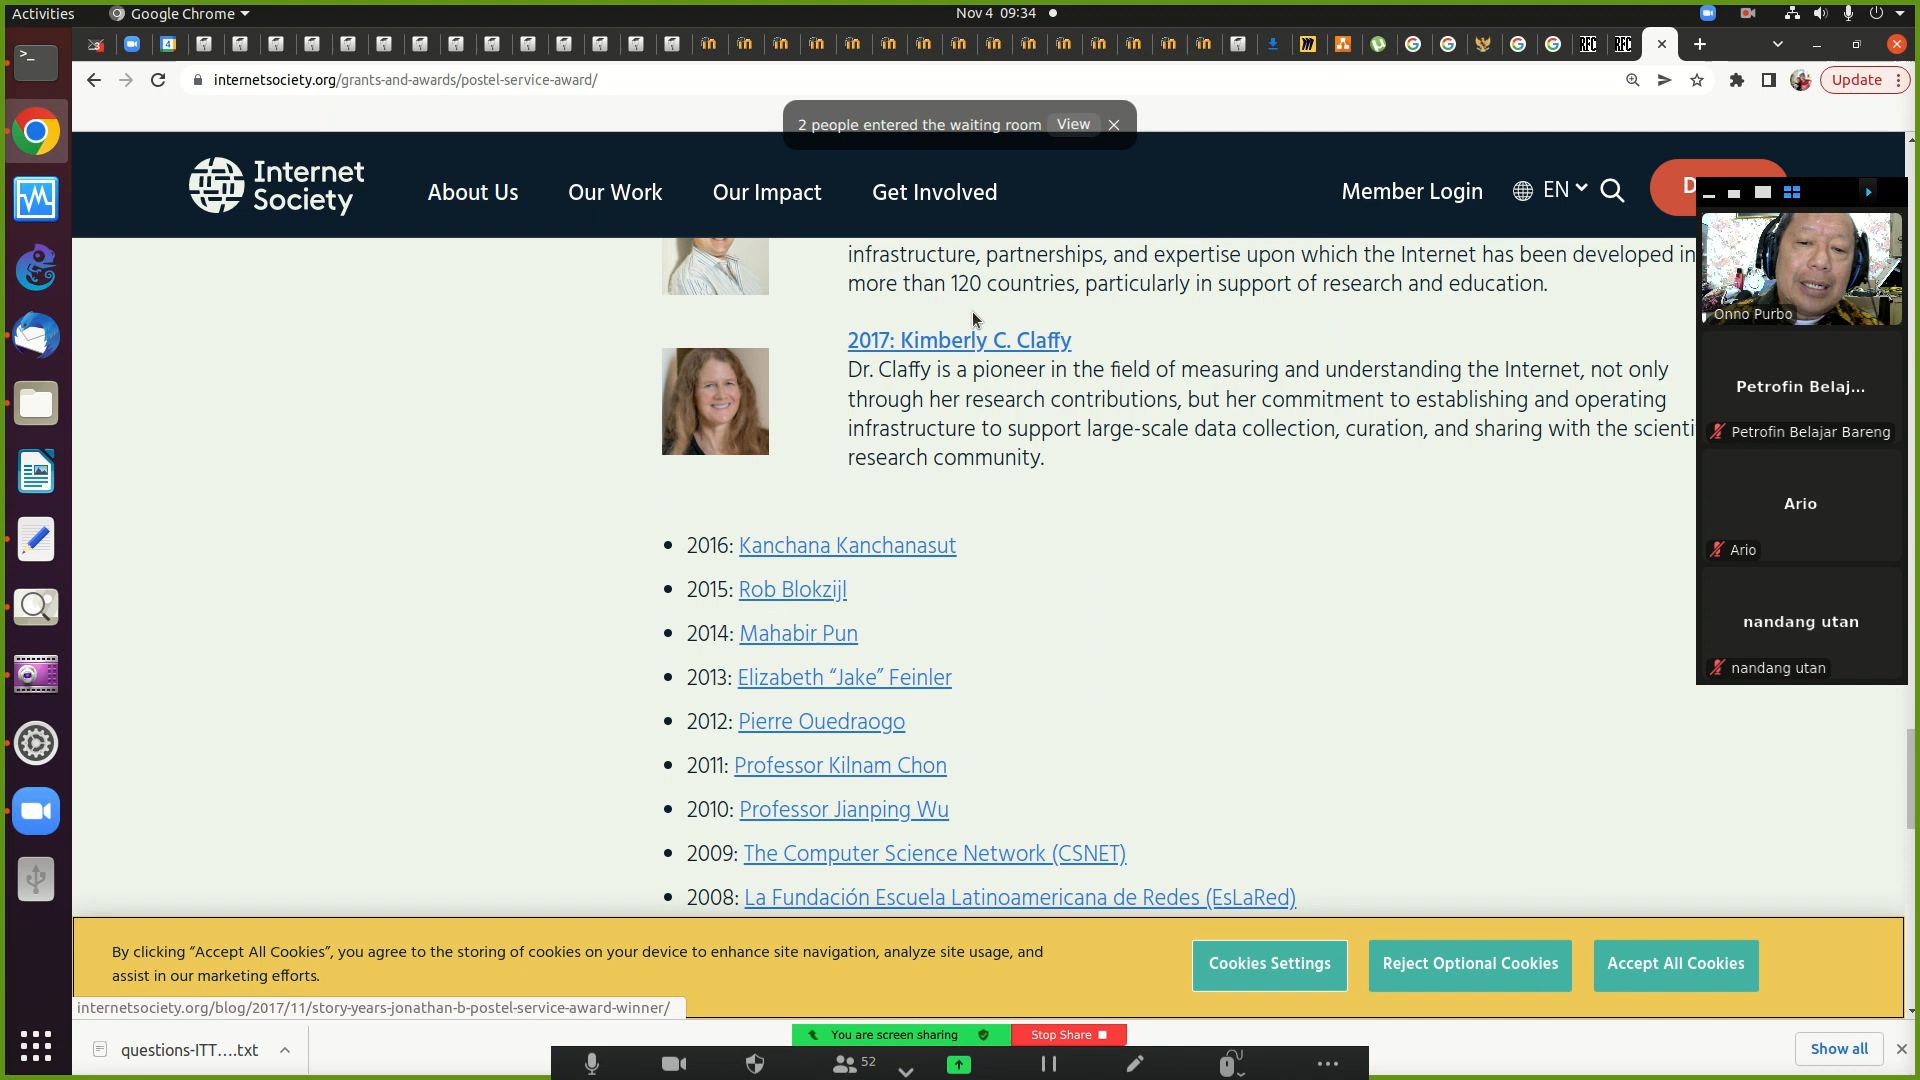 Activities
Google Chrome
Nov 4 09:34
internetsociety.org/grants-and-awards/postel-service-award/
Update
2 people entered the waiting room View
Internet
Society
About Us
Our Work
Our Impact
Get Involved
Member Login
EN
D
infrastructure, partnerships, and expertise upon which the Internet has been developed in
more than 120 countries, particularly in support of research and education.
2017: Kimberly C. Claffy
Dr. Claffy is a pioneer in the field of measuring and understanding the Internet, not only
through her research contributions, but her commitment to establishing and operating
infrastructure to support large-scale data collection, curation, and sharing with the scienti
research community.
2016: Kanchana Kanchanasut
2015: Rob Blokzijl
2014: Mahabir Pun
2013: Elizabeth “Jake” Feinler
2012: Pierre Ouedraogo
2011: Professor Kilnam Chon
2010: Professor Jianping Wu
2009: The Computer Science Network (CSNET)
2008: La Fundación Escuela Latinoamericana de Redes (EsLaRed)
Onno Purbo
Petrofin Belaj...
Petrofin Belajar Bareng
Ario
Ario
nandang utan
nandang utan
By clicking “Accept All Cookies”, you agree to the storing of cookies on your device to enhance site navigation, analyze site usage, and
assist in our marketing efforts.
Cookies Settings
Reject Optional Cookies
Accept All Cookies
internetsociety.org/blog/2017/11/story-years-jonathan-b-postel-service-award-winner/
questions-ITT....txt
You are screen sharing
Stop Share
Show all
52